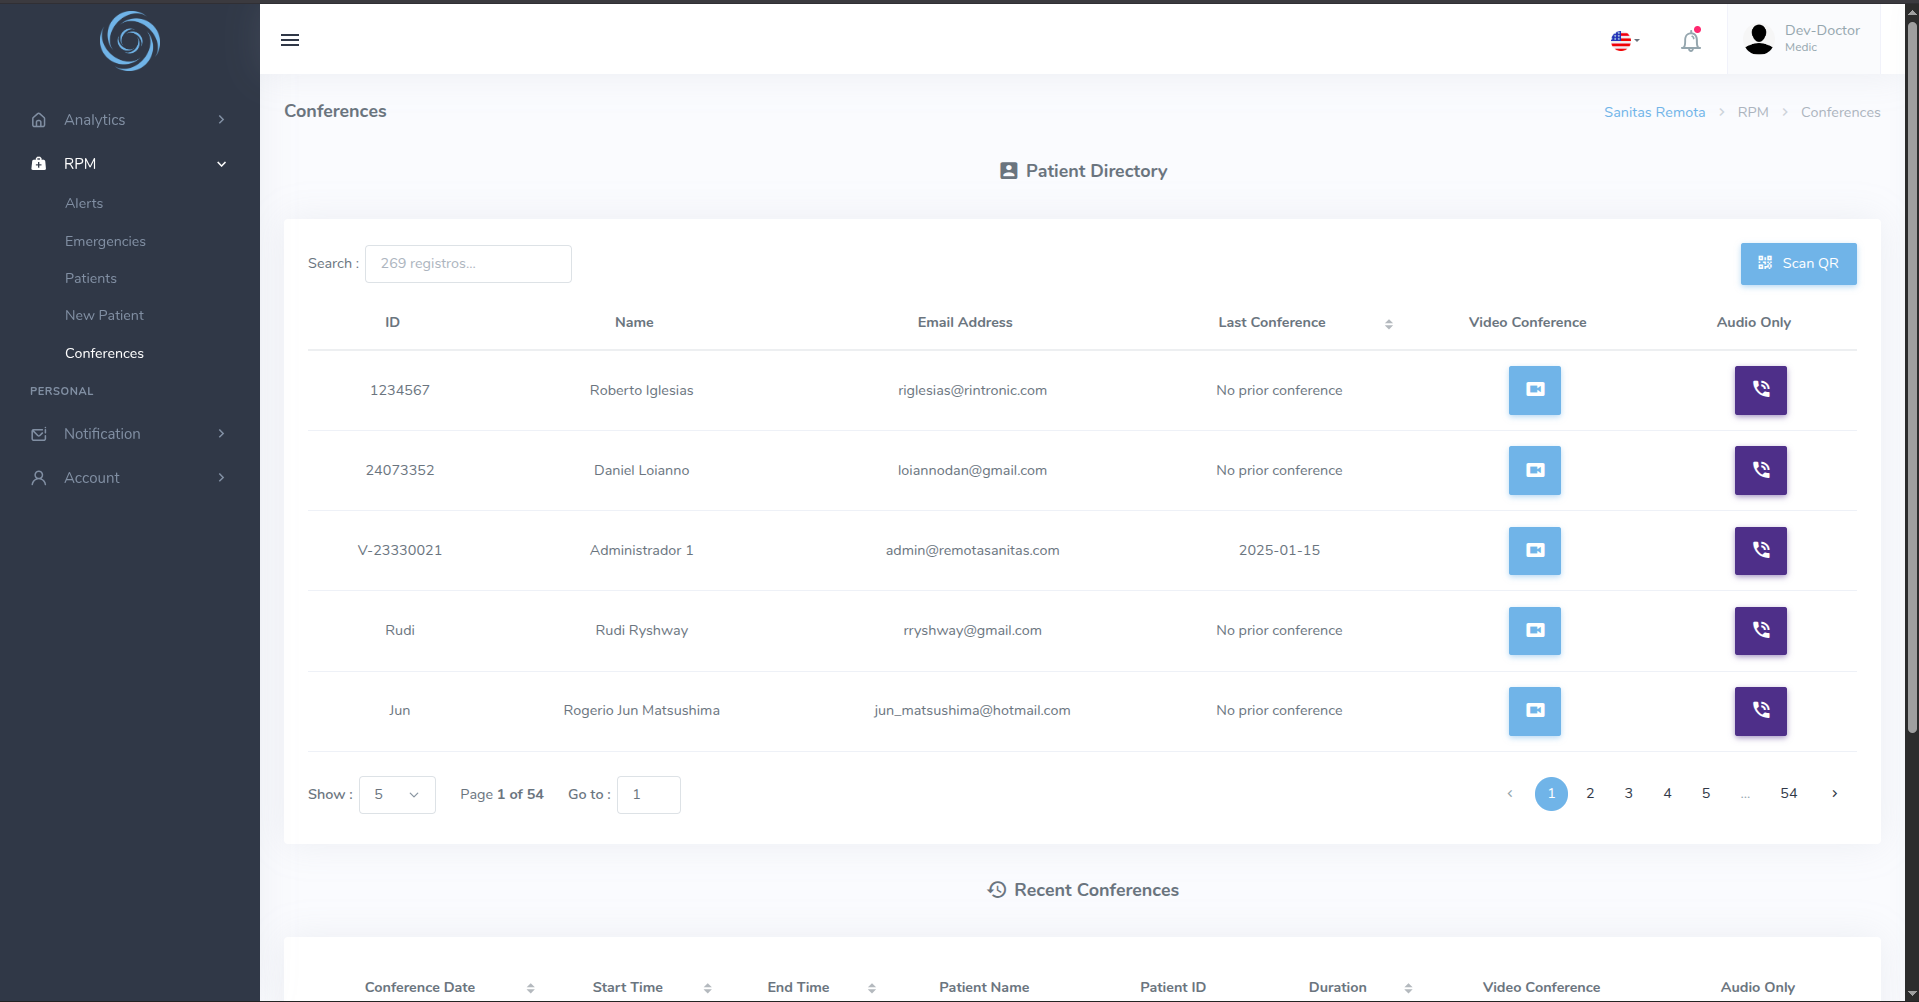 Dev-Doctor
Medic
Analytics
RPM
Alerts
Emergencies
Patients
New Patient
Conferences
PERSONAL
Notification
Account
Conferences
Sanitas Remota > RPM > Conferences
Patient Directory
Search : 269 registros...
Scan QR
ID Name Email Address Last Conference Video Conference Audio Only
1234567 Roberto Iglesias riglesias@rintronic.com No prior conference
24073352 Daniel Loianno loiannodan@gmail.com No prior conference
V-23330021 Administrador 1 admin@remotasanitas.com 2025-01-15
Rudi Rudi Ryshway rryshway@gmail.com No prior conference
Jun Rogerio Jun Matsushima jun_matsushima@hotmail.com No prior conference
Show : 5 Page 1 of 54 Go to : 1 ‹ 1 2 3 4 5 ... 54 ›
Recent Conferences
Conference Date Start Time End Time Patient Name Patient ID Duration Video Conference Audio Only